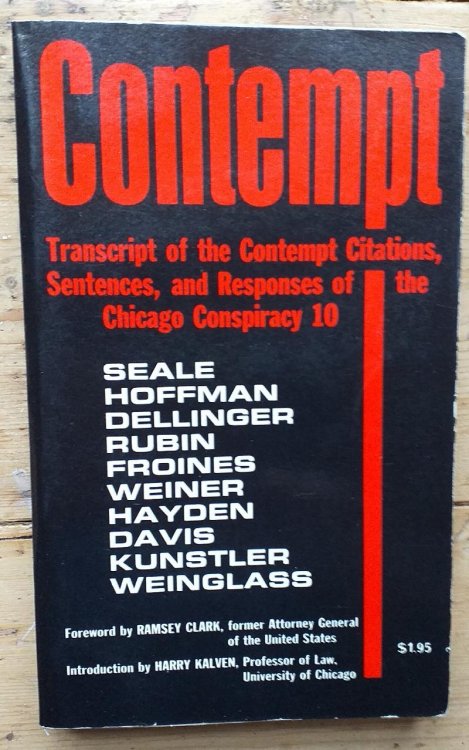 Contempt
Transcript of the Contempt Citations,
Sentences, and Responses of the
Chicago Conspiracy 10
SEALE
HOFFMAN
DELLINGER
RUBIN
FROINES
WEINER
HAYDEN
DAVIS
KUNSTLER
WEINGLASS
Foreword by RAMSEY CLARK, former Attorney General
of the United States
$1.95
Introduction by HARRY KALVEN, Professor of Law,
University of Chicago